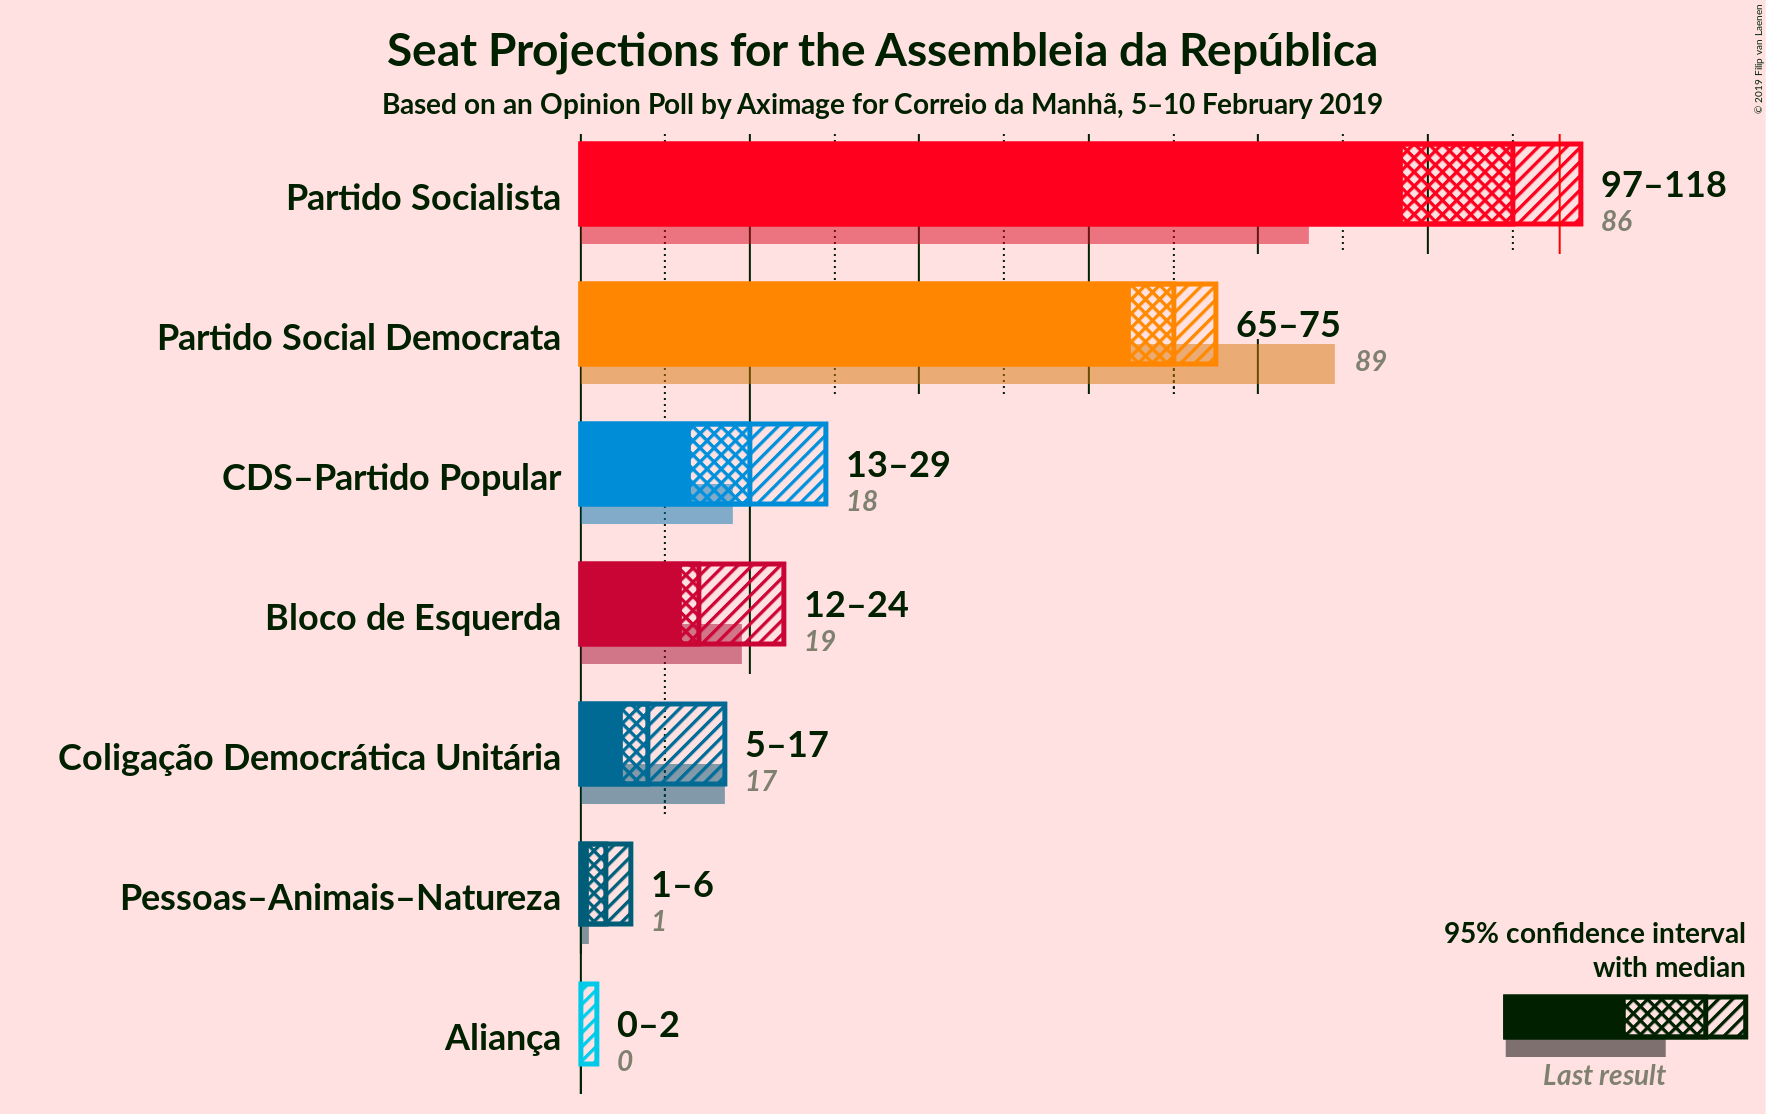 Seat Projections for the Assembleia da República
Based on an Opinion Poll by Aximage for Correio da Manhã, 5–10 February 2019
© 2019 Filip van Laenen
Partido Socialista
97–118
86
Partido Social Democrata
65–75
89
CDS–Partido Popular
13–29
18
Bloco de Esquerda
12–24
19
Coligação Democrática Unitária
5–17
17
Pessoas–Animais–Natureza
1–6
1
Aliança
0–2
0
95% confidence interval
with median
Last result